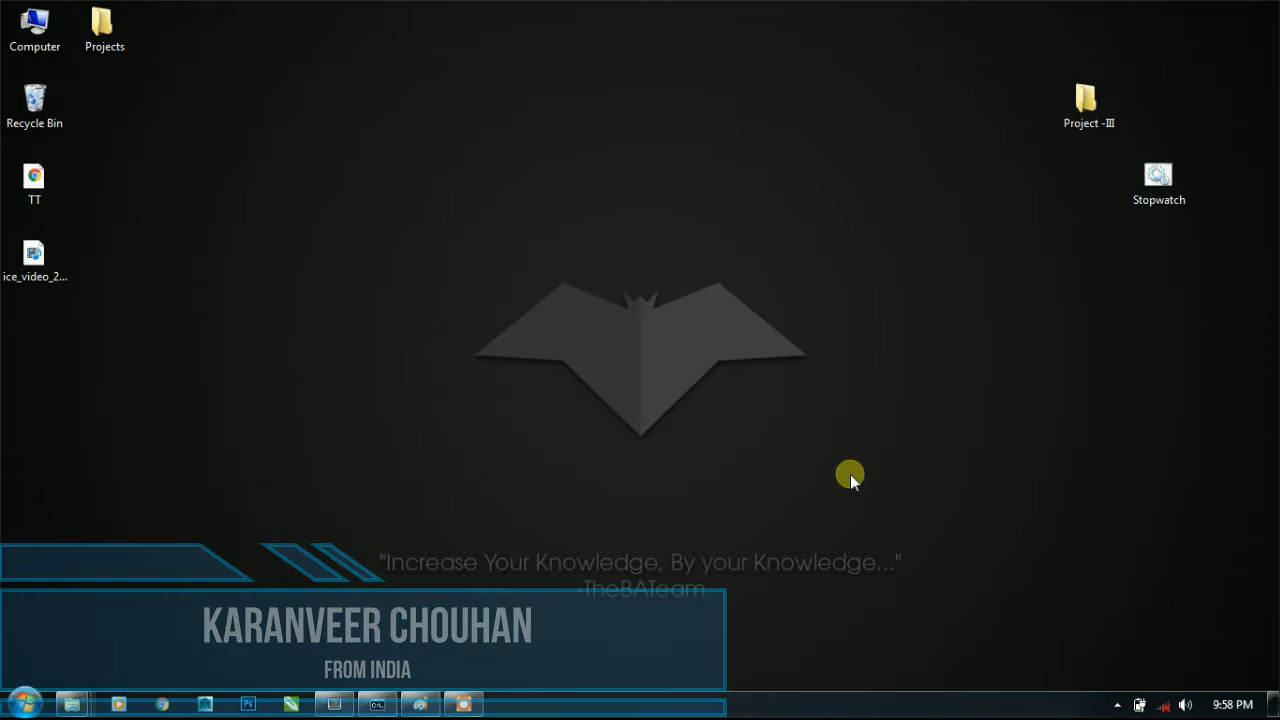 Computer
Projects
Recycle Bin
TT
ice_video_2...
Project -III
Stopwatch
"Increase Your Knowledge, By your Knowledge..."
-TheBATeam
KARANVEER CHOUHAN
FROM INDIA
Ps
C:\.
9:58 PM